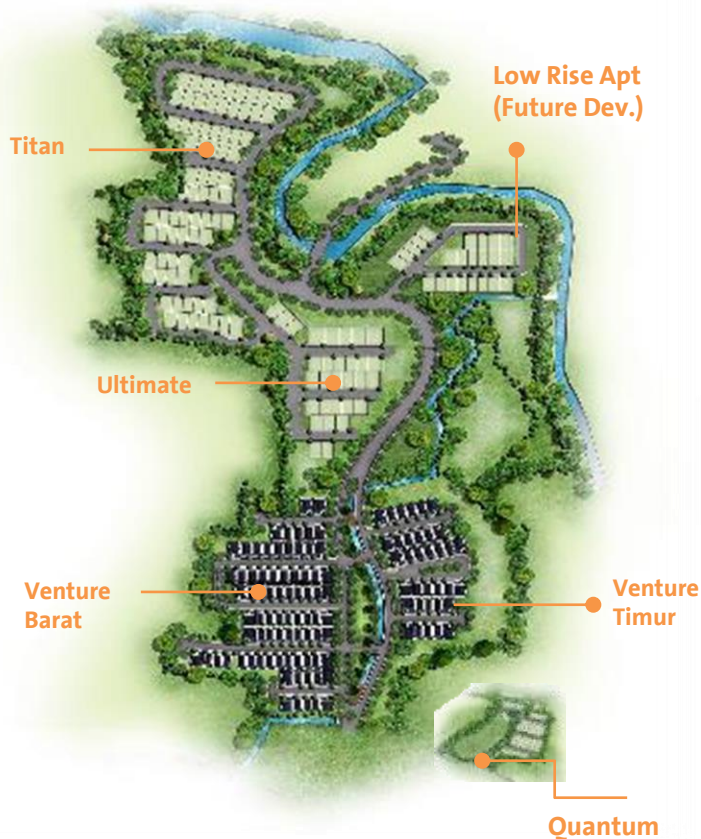 Low Rise Apt
(Future Dev.)
Titan
Ultimate
Venture
Barat
Venture
Timur
Quantum